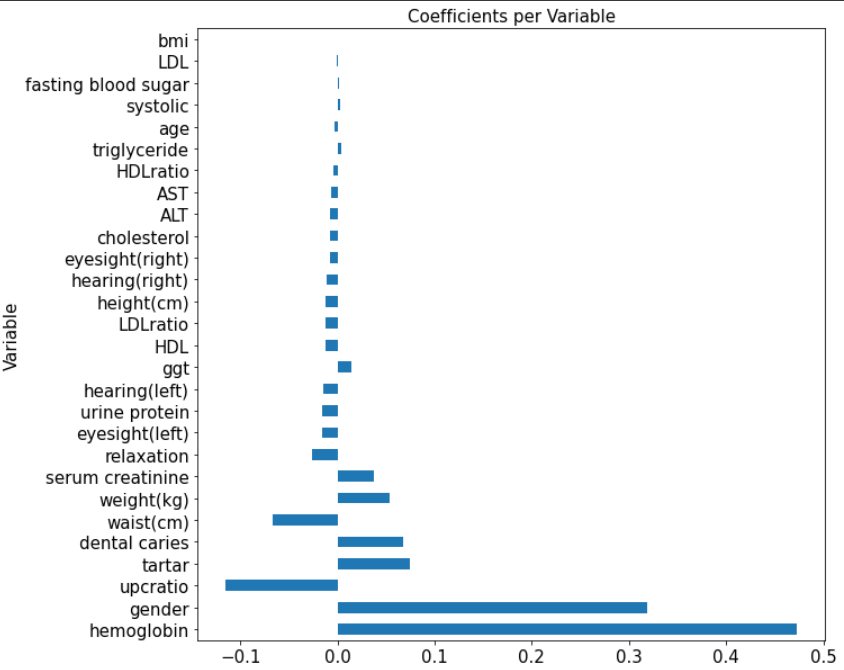 Coefficients per Variable
Variable
bmi
LDL
fasting blood sugar
systolic
age
triglyceride
HDLratio
AST
ALT
cholesterol
eyesight(right)
hearing(right)
height(cm)
LDLratio
HDL
ggt
hearing(left)
urine protein
eyesight(left)
relaxation
serum creatinine
weight(kg)
waist(cm)
dental caries
tartar
upcratio
gender
hemoglobin
−0.1 0.0 0.1 0.2 0.3 0.4 0.5